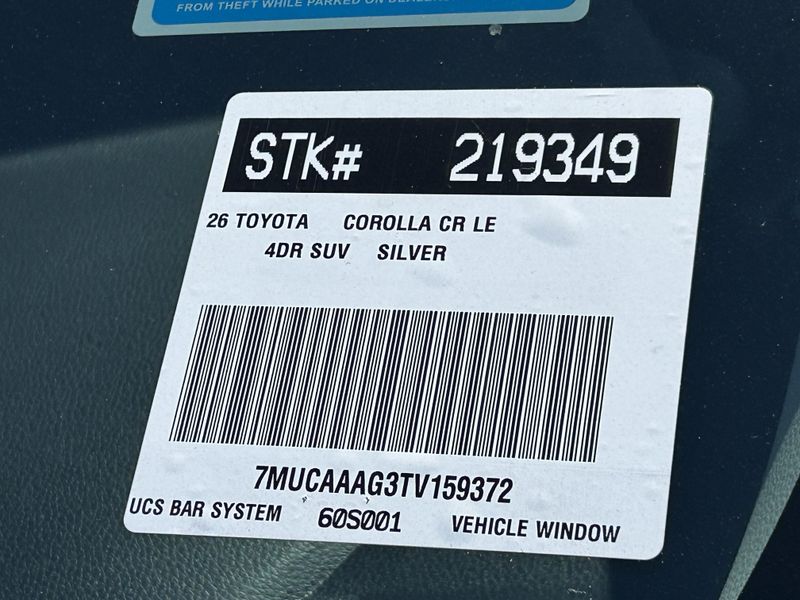 FROM THEFT WHILE PARKED ON
STK# 219349
26 TOYOTA COROLLA CR LE
4DR SUV SILVER
7MUCAAAG3TV159372
UCS BAR SYSTEM 60S001 VEHICLE WINDOW